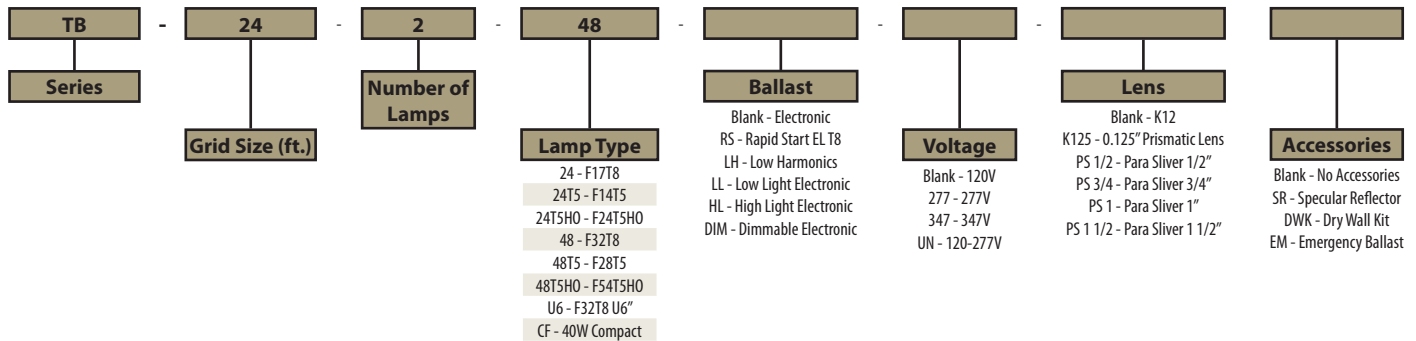 TB - 24 - 2 - 48 - - - 
Series
Grid Size (ft.)
Number of
Lamps
Lamp Type
24 - F17T8
24T5 - F14T5
24T5HO - F24T5HO
48 - F32T8
48T5 - F28T5
48T5HO - F54T5HO
U6 - F32T8 U6”
CF - 40W Compact
Ballast
Blank - Electronic
RS - Rapid Start EL T8
LH - Low Harmonics
LL - Low Light Electronic
HL - High Light Electronic
DIM - Dimmable Electronic
Voltage
Blank - 120V
277 - 277V
347 - 347V
UN - 120-277V
Lens
Blank - K12
K125 - 0.125” Prismatic Lens
PS 1/2 - Para Sliver 1/2”
PS 3/4 - Para Sliver 3/4”
PS 1 - Para Sliver 1”
PS 1 1/2 - Para Sliver 1 1/2”
Accessories
Blank - No Accessories
SR - Specular Reflector
DWK - Dry Wall Kit
EM - Emergency Ballast